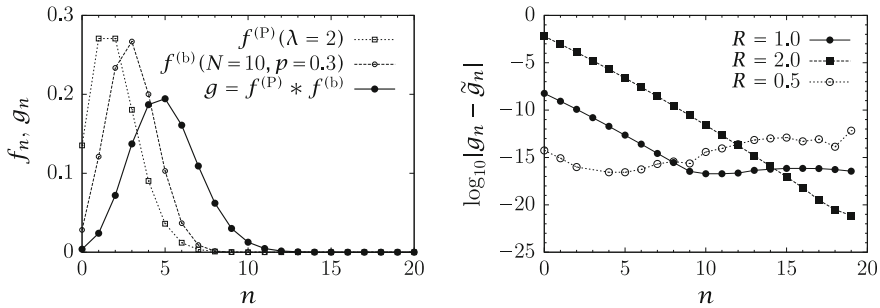 f^(P)(λ = 2)
f^(b)(N = 10, p = 0.3)
g = f^(P) * f^(b)
f_n, g_n
0.3
0.2
0.1
0
0 5 10 15 20
n
R = 1.0
R = 2.0
R = 0.5
log_10|g_n − g̃_n|
0
−5
−10
−15
−20
−25
0 5 10 15 20
n